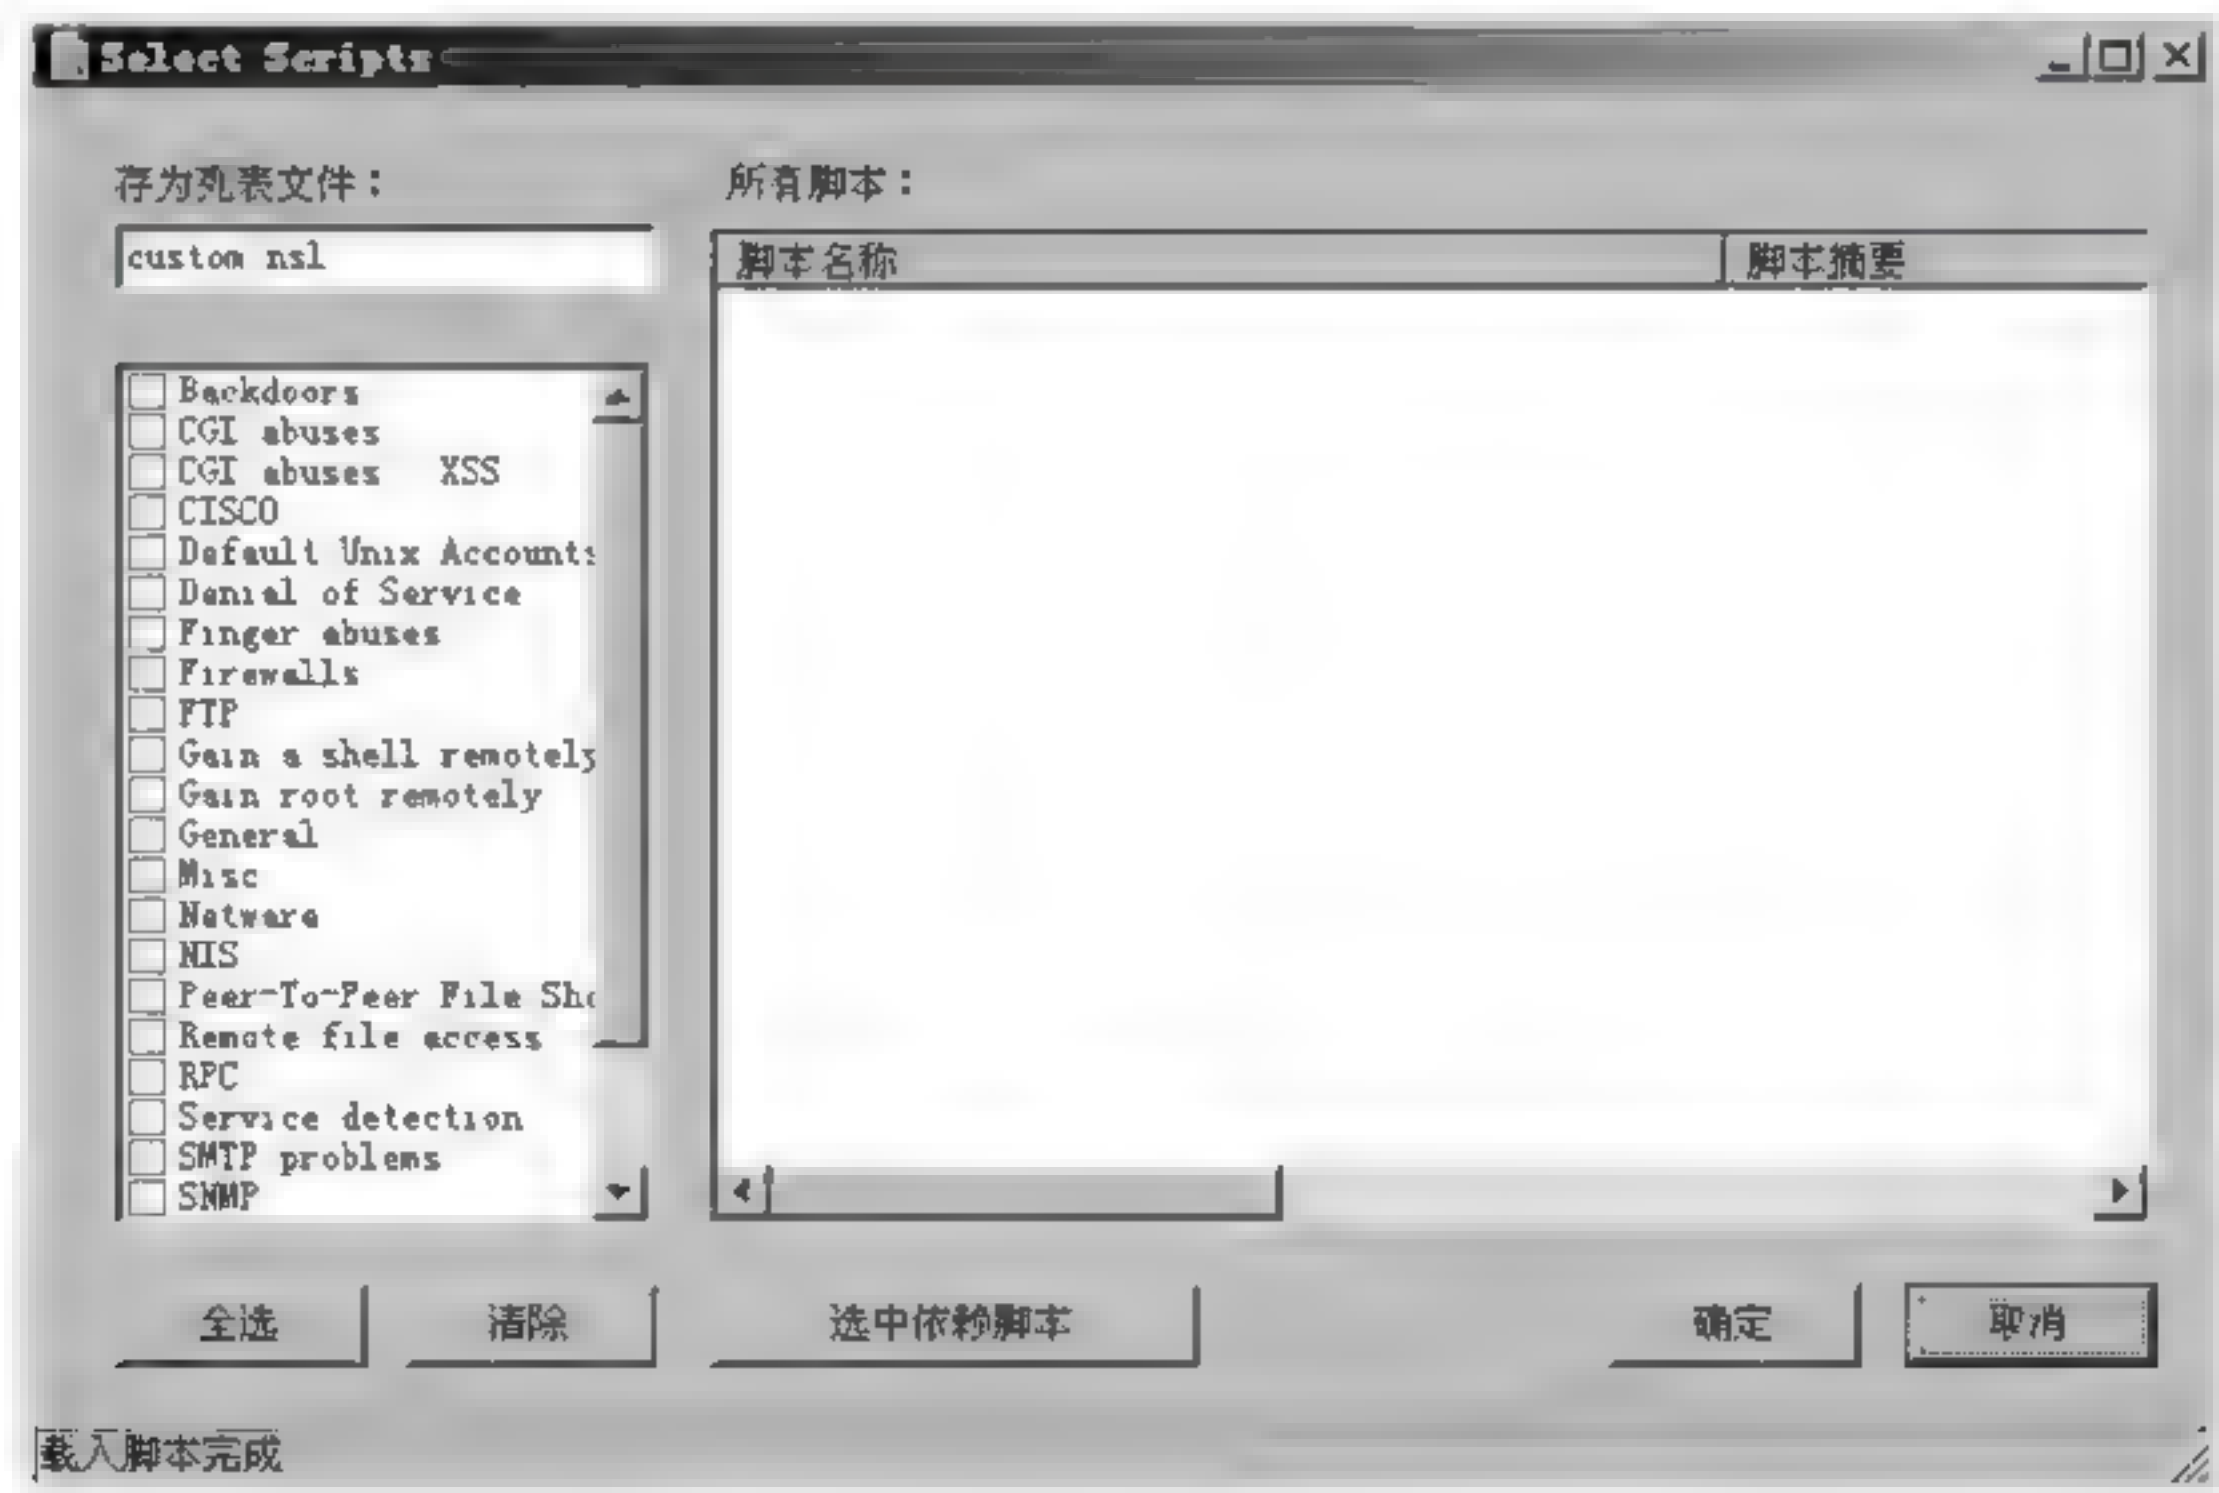 Select Scripts
存为列表文件：
custom nsl
所有脚本：
脚本名称 脚本摘要
Backdoors
CGI abuses
CGI abuses XSS
CISCO
Default Unix Accounts
Denial of Service
Finger abuses
Firewalls
FTP
Gain a shell remotely
Gain root remotely
General
Misc
Netware
NIS
Peer-To-Peer File Sh
Remote file access
RPC
Service detection
SMTP problems
SNMP
全选 清除 选中依赖脚本 确定 取消
载入脚本完成